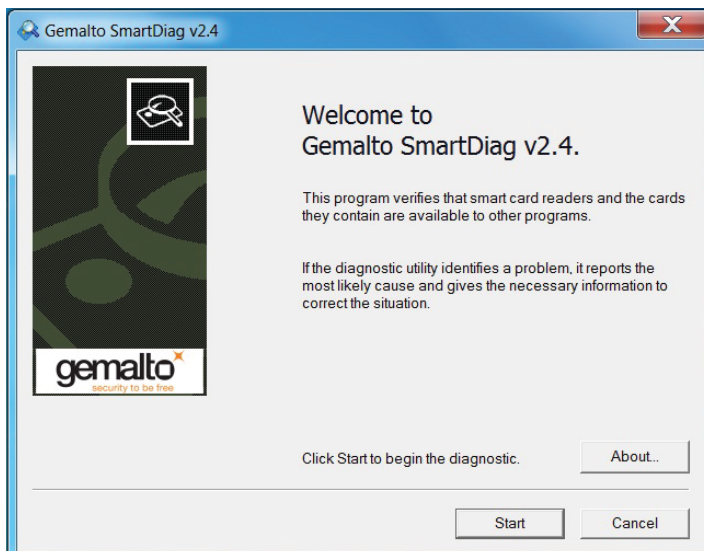 Gemalto SmartDiag v2.4
Welcome to
Gemalto SmartDiag v2.4.
This program verifies that smart card readers and the cards
they contain are available to other programs.
If the diagnostic utility identifies a problem, it reports the
most likely cause and gives the necessary information to
correct the situation.
gemalto
security to be free
Click Start to begin the diagnostic.
About...
Start
Cancel